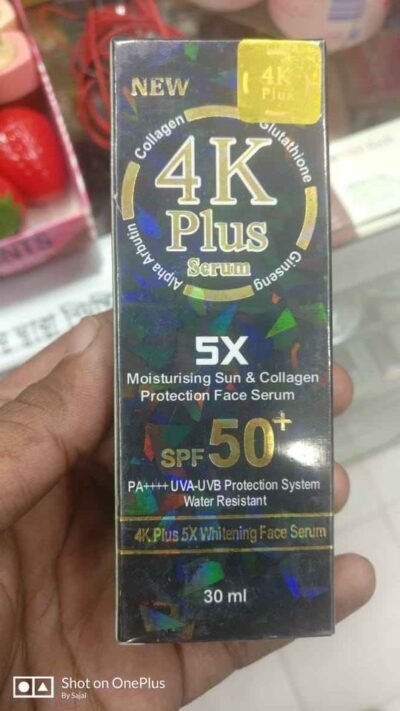 NEW
4K
Plus
Collagen
Glutathione
4K
Plus
Serum
Alpha Arbutin
Ginseng
5X
Moisturising Sun & Collagen
Protection Face Serum
SPF 50+
PA++++ UVA-UVB Protection System
Water Resistant
4K Plus 5X Whitening Face Serum
30 ml
Shot on OnePlus
By Sajal